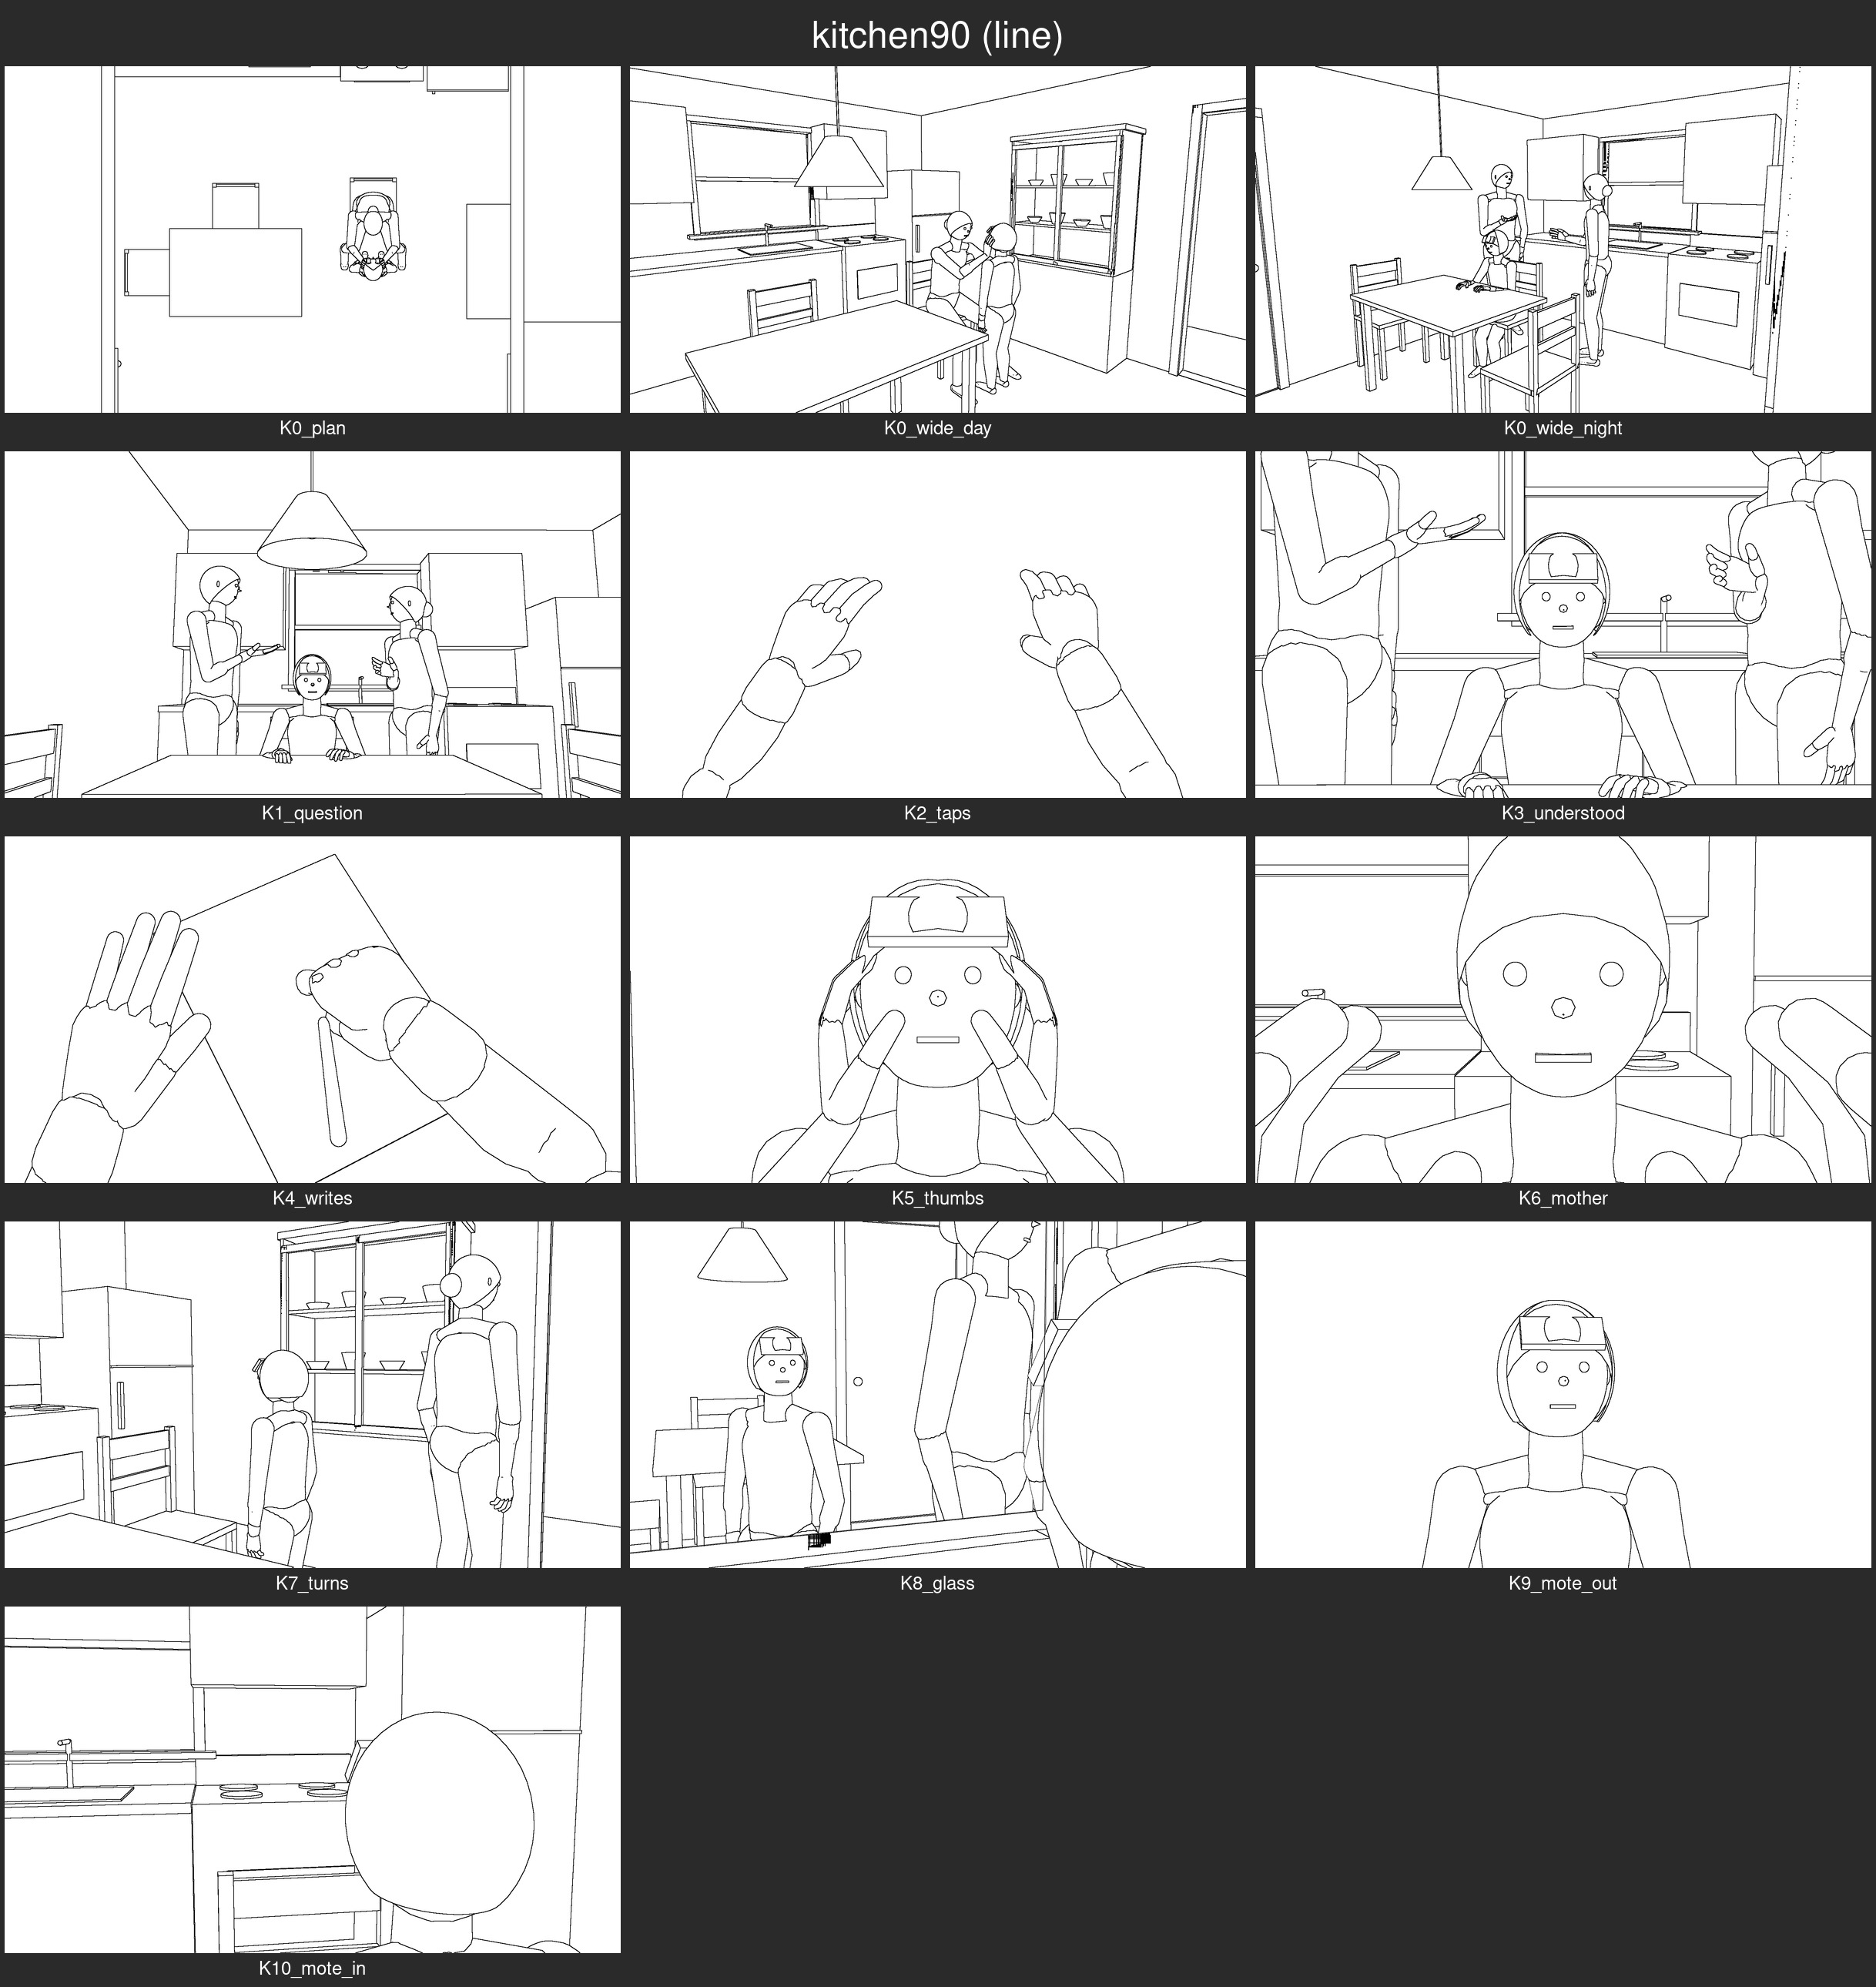 kitchen90 (line)
K0_plan
K0_wide_day
K0_wide_night
K1_question
K2_taps
K3_understood
K4_writes
K5_thumbs
K6_mother
K7_turns
K8_glass
K9_mote_out
K10_mote_in